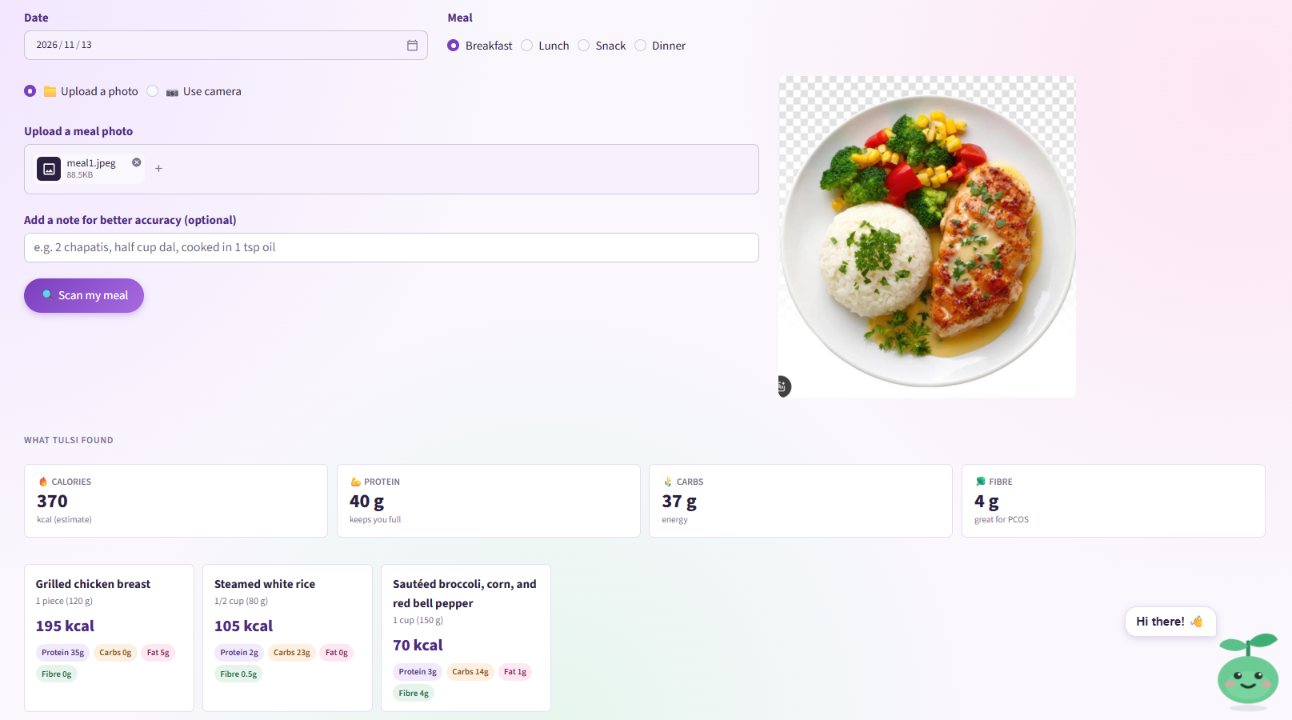 Date
Meal
2026 / 11 / 13
Breakfast
Lunch
Snack
Dinner
Upload a photo
Use camera
Upload a meal photo
meal1.jpeg
88.5KB
+
Add a note for better accuracy (optional)
e.g. 2 chapatis, half cup dal, cooked in 1 tsp oil
Scan my meal
WHAT TULSI FOUND
CALORIES
370
kcal (estimate)
PROTEIN
40 g
keeps you full
CARBS
37 g
energy
FIBRE
4 g
great for PCOS
Grilled chicken breast
1 piece (120 g)
195 kcal
Protein 35g
Carbs 0g
Fat 5g
Fibre 0g
Steamed white rice
1/2 cup (80 g)
105 kcal
Protein 2g
Carbs 23g
Fat 0g
Fibre 0.5g
Sautéed broccoli, corn, and
red bell pepper
1 cup (150 g)
70 kcal
Protein 3g
Carbs 14g
Fat 1g
Fibre 4g
Hi there!